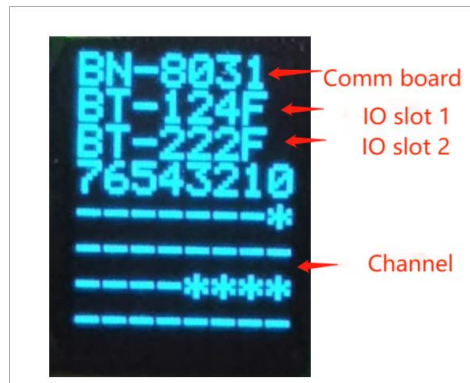 BN-8031
Comm board
BT-124F
IO slot 1
BT-222F
IO slot 2
76543210
-------*
--------
Channel
----****
--------